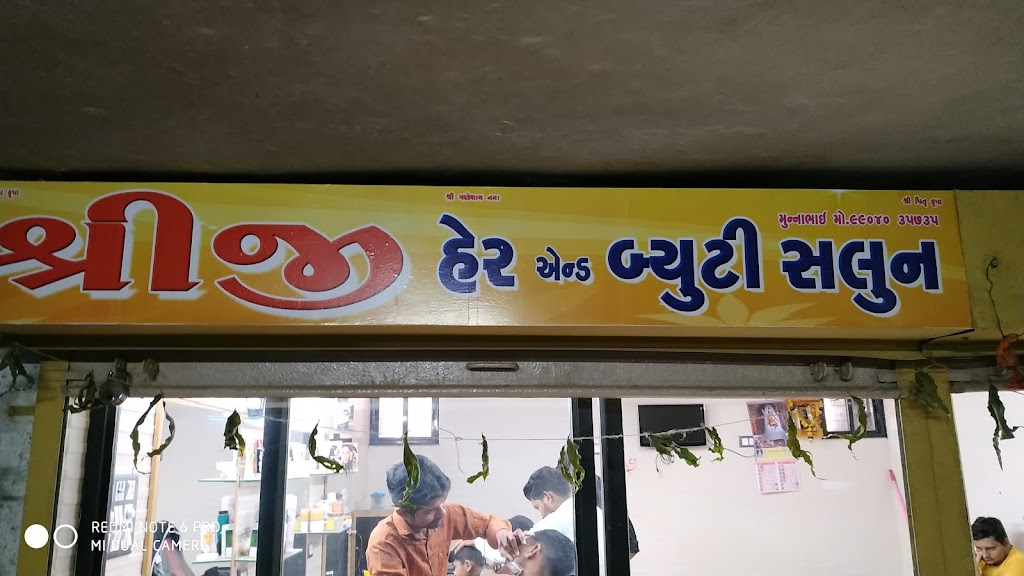 કૃપા
શ્રી ગણેશાય નમઃ
શ્રી પિતૃ કૃપા
મુન્નાભાઈ મો.૯૯૦૪૦ ૩૫૭૩૫
શ્રીજી હેર એન્ડ બ્યુટી સલુન
REDMI NOTE 6 PRO
MI DUAL CAMERA